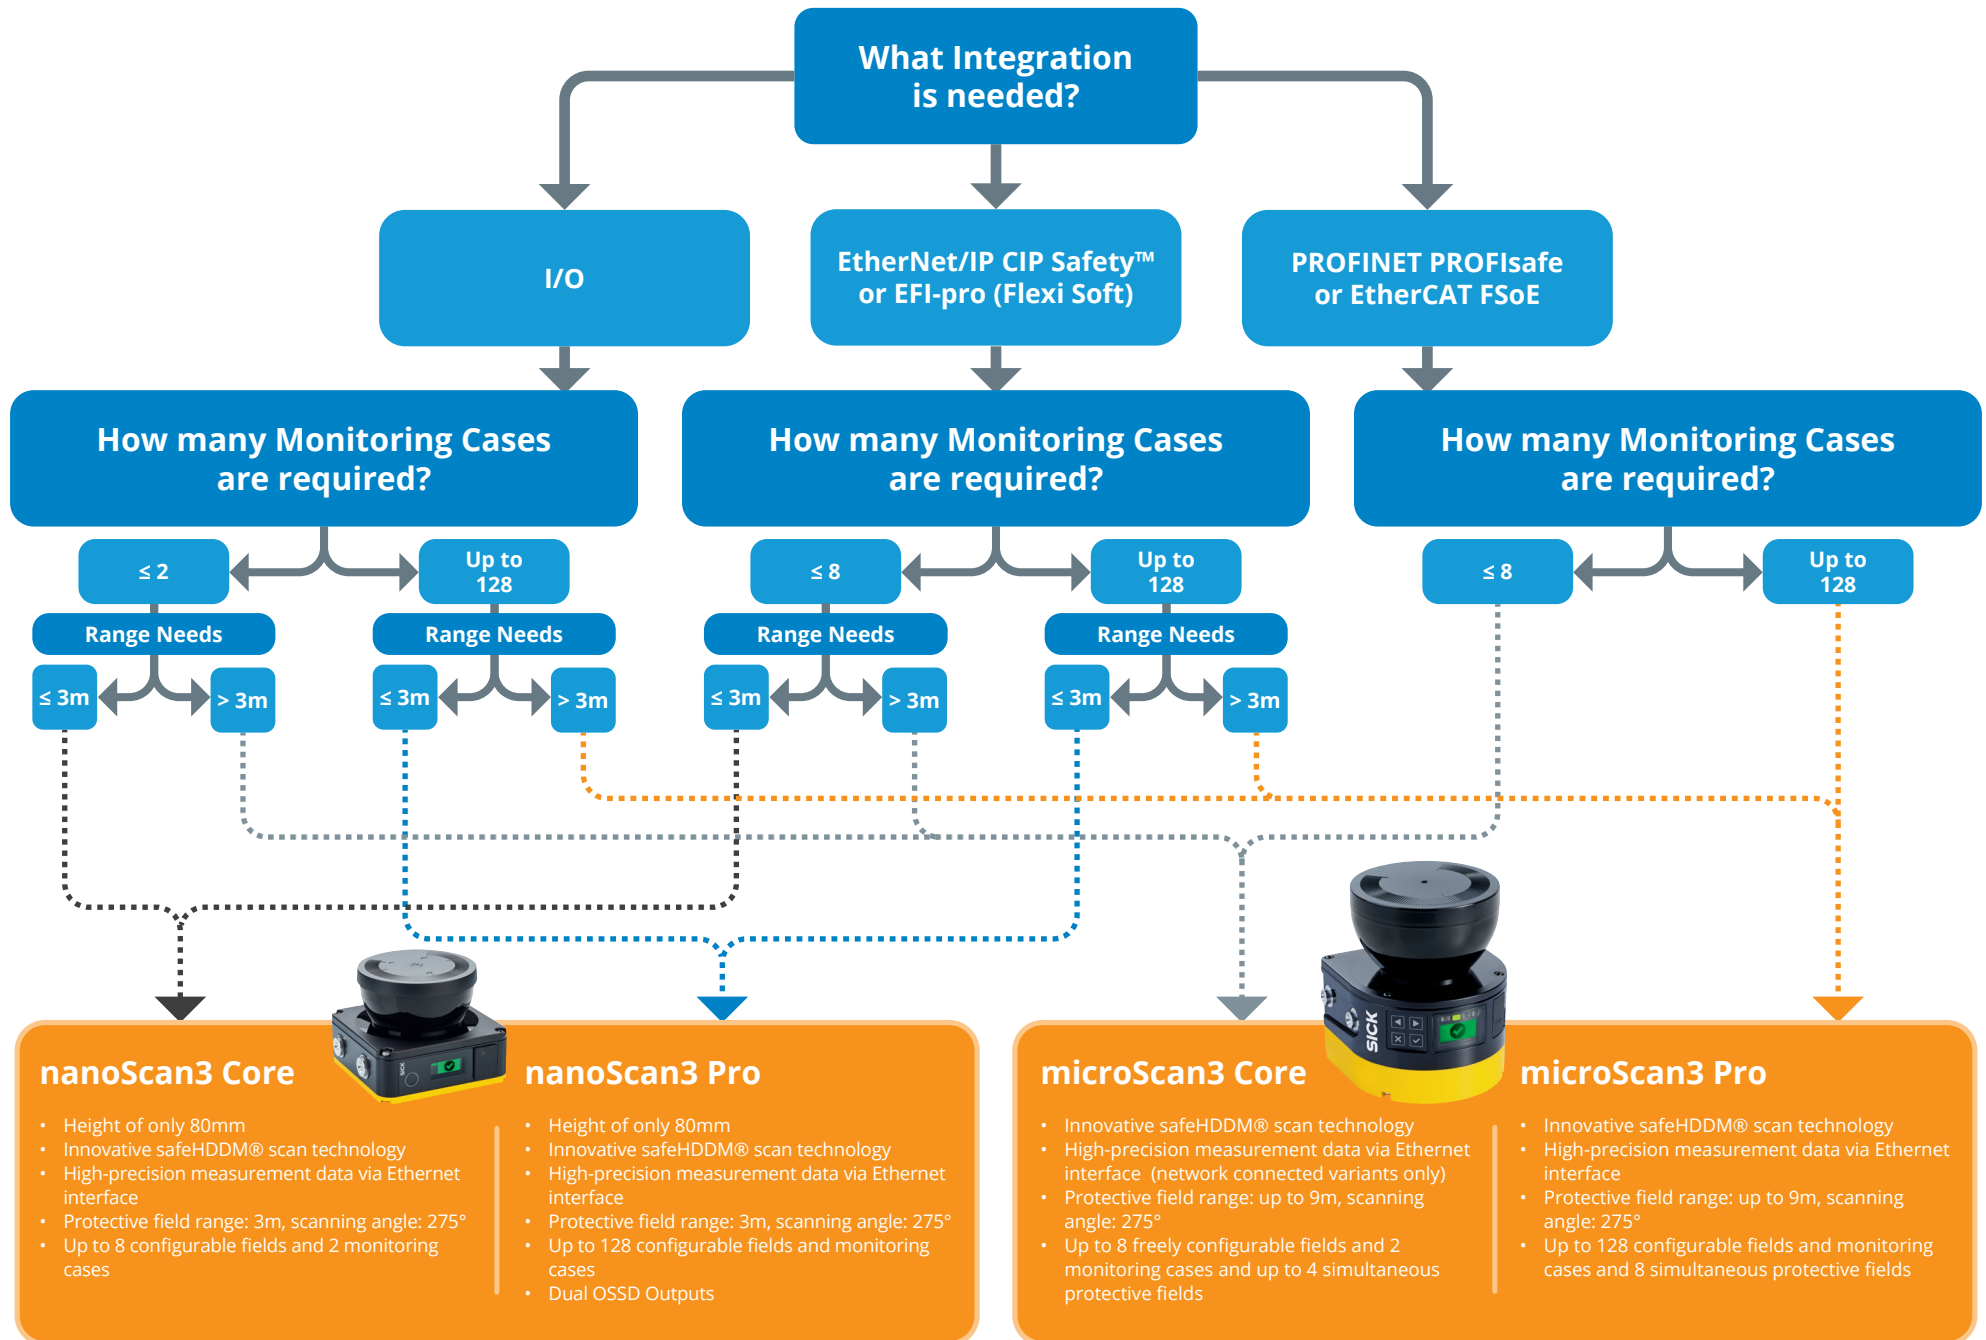 What Integration
is needed?
I/O
EtherNet/IP CIP Safety™
or EFI-pro (Flexi Soft)
PROFINET PROFIsafe
or EtherCAT FSoE
How many Monitoring Cases
are required?
How many Monitoring Cases
are required?
How many Monitoring Cases
are required?
≤ 2
Up to
128
≤ 8
Up to
128
≤ 8
Up to
128
Range Needs
Range Needs
Range Needs
Range Needs
≤ 3m
> 3m
≤ 3m
> 3m
≤ 3m
> 3m
≤ 3m
> 3m
SICK
SICK
nanoScan3 Core
• Height of only 80mm
• Innovative safeHDDM® scan technology
• High-precision measurement data via Ethernet
interface
• Protective field range: 3m, scanning angle: 275°
• Up to 8 configurable fields and 2 monitoring
cases
nanoScan3 Pro
• Height of only 80mm
• Innovative safeHDDM® scan technology
• High-precision measurement data via Ethernet
interface
• Protective field range: 3m, scanning angle: 275°
• Up to 128 configurable fields and monitoring
cases
• Dual OSSD Outputs
microScan3 Core
• Innovative safeHDDM® scan technology
• High-precision measurement data via Ethernet
interface (network connected variants only)
• Protective field range: up to 9m, scanning
angle: 275°
• Up to 8 freely configurable fields and 2
monitoring cases and up to 4 simultaneous
protective fields
microScan3 Pro
• Innovative safeHDDM® scan technology
• High-precision measurement data via Ethernet
interface
• Protective field range: up to 9m, scanning
angle: 275°
• Up to 128 configurable fields and monitoring
cases and 8 simultaneous protective fields